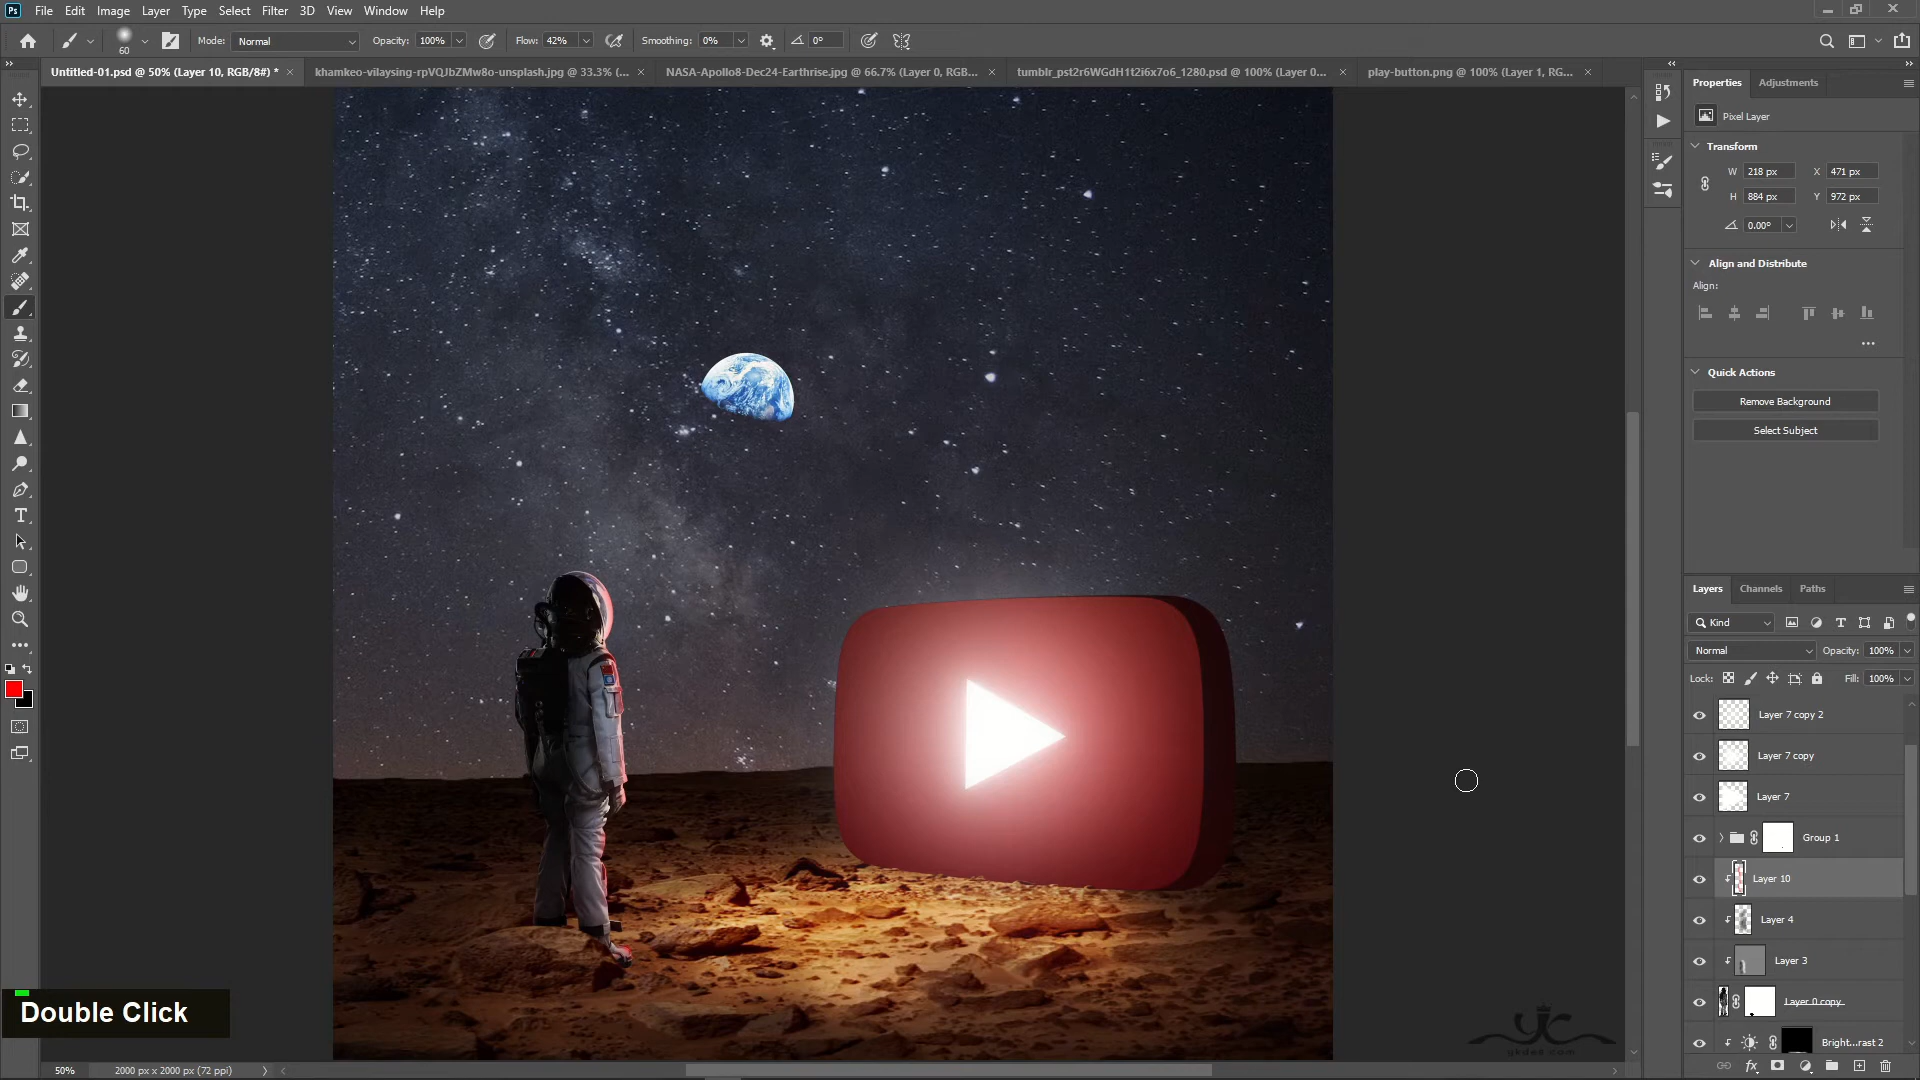 Ps File Edit Image Layer Type Select Filter 3D View Window Help
60 Mode: Normal Opacity: 100% Flow: 42% Smoothing: 0% 0°
Untitled-01.psd @ 50% (Layer 10, RGB/8#) * × khamkeo-vilaysing-rpVQJbZMw8o-unsplash.jpg @ 33.3% (... × NASA-Apollo8-Dec24-Earthrise.jpg @ 66.7% (Layer 0, RGB... × tumblr_pst2r6WGdH1t2i6x7o6_1280.psd @ 100% (Layer 0... × play-button.png @ 100% (Layer 1, RG... ×
Properties Adjustments
Pixel Layer
Transform
W 218 px X 471 px
H 884 px Y 972 px
0.00°
Align and Distribute
Align:
Quick Actions
Remove Background
Select Subject
Layers Channels Paths
Kind
Normal Opacity: 100%
Lock: Fill: 100%
Layer 7 copy 2
Layer 7 copy
Layer 7
Group 1
Layer 10
Layer 4
Layer 3
Layer 0 copy
Bright...rast 2
Double Click
50% 2000 px x 2000 px (72 ppi)